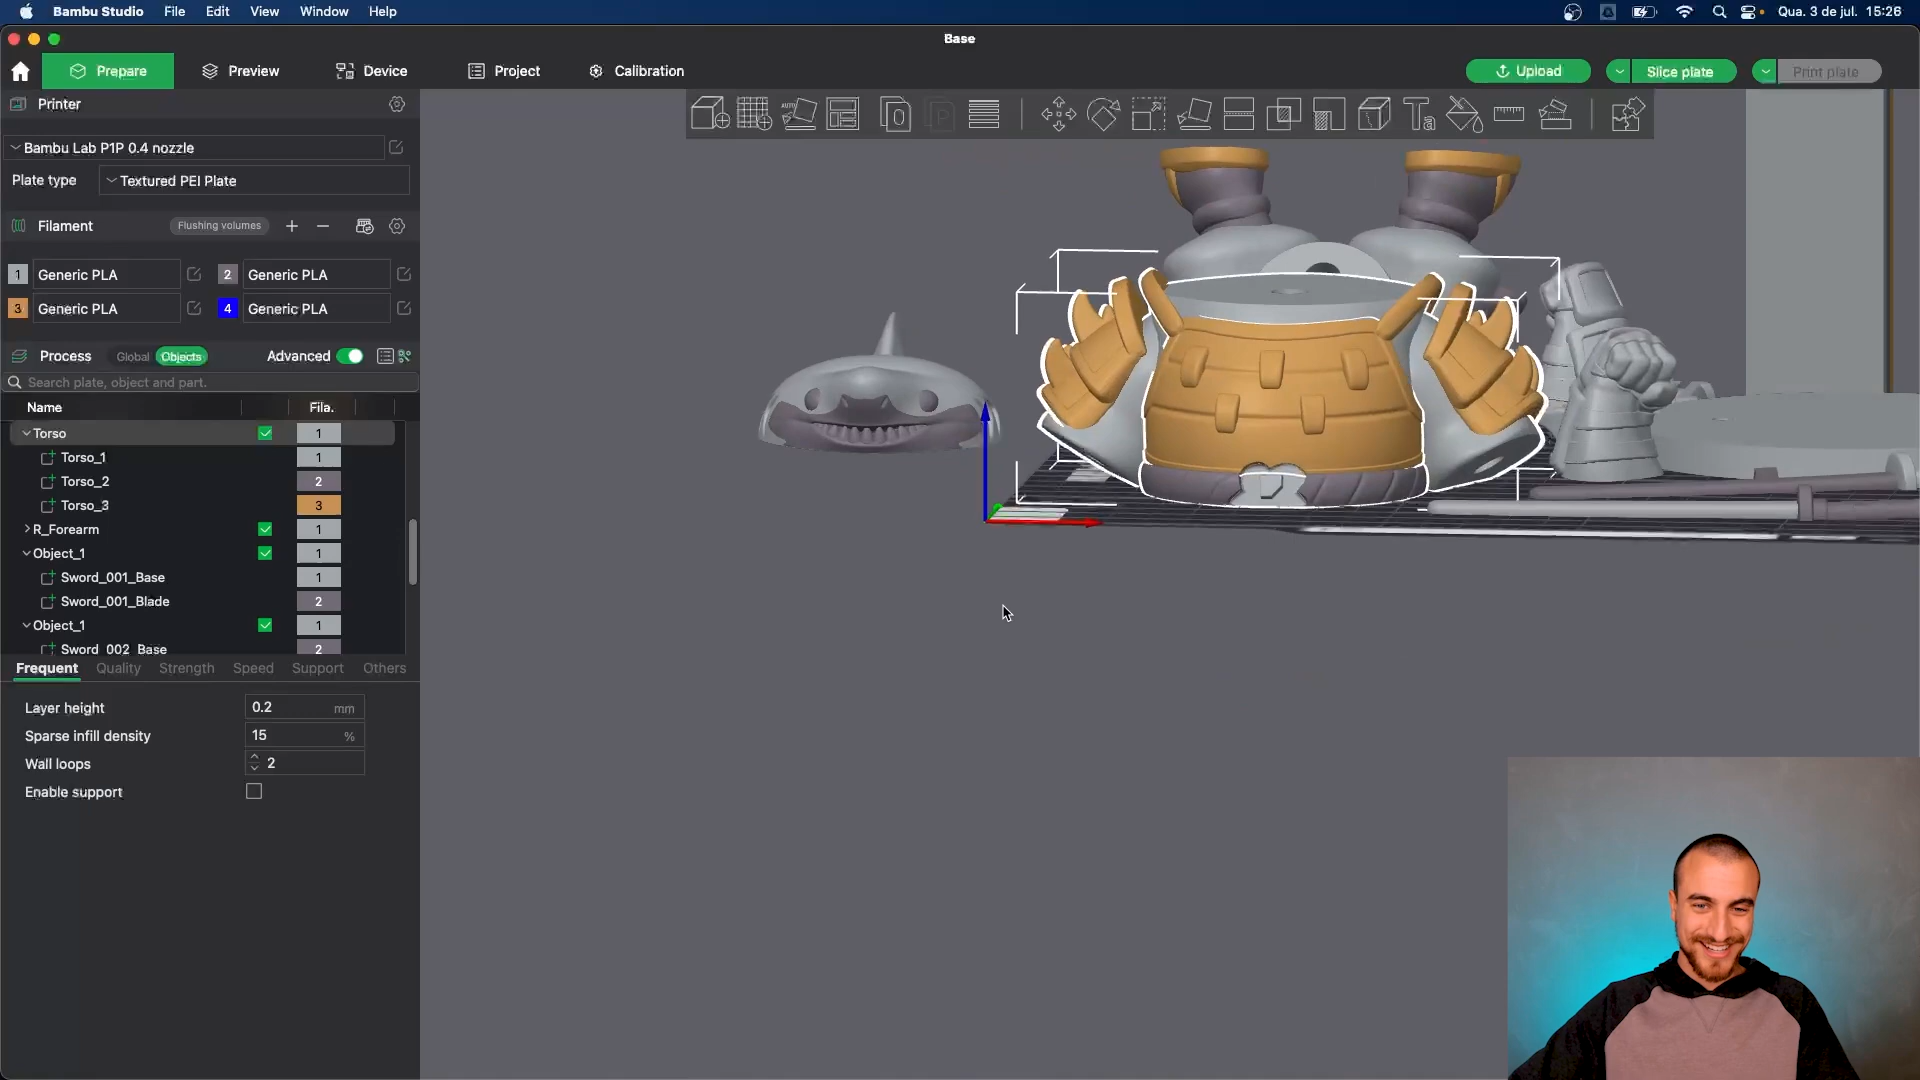 Bambu Studio File Edit View Window Help Qua. 3 de jul. 15:26
Base
Prepare Preview Device Project Calibration Upload Slice plate Print plate
Printer
Bambu Lab P1P 0.4 nozzle
Plate type Textured PEI Plate
Filament Flushing volumes
1 Generic PLA 2 Generic PLA
3 Generic PLA 4 Generic PLA
Process Global Objects Advanced
Search plate, object and part.
Name Fila.
Torso 1
Torso_1 1
Torso_2 2
Torso_3 3
R_Forearm 1
Object_1 1
Sword_001_Base 1
Sword_001_Blade 2
Object_1 1
Sword_002_Base 2
Frequent Quality Strength Speed Support Others
Layer height 0.2 mm
Sparse infill density 15 %
Wall loops 2
Enable support